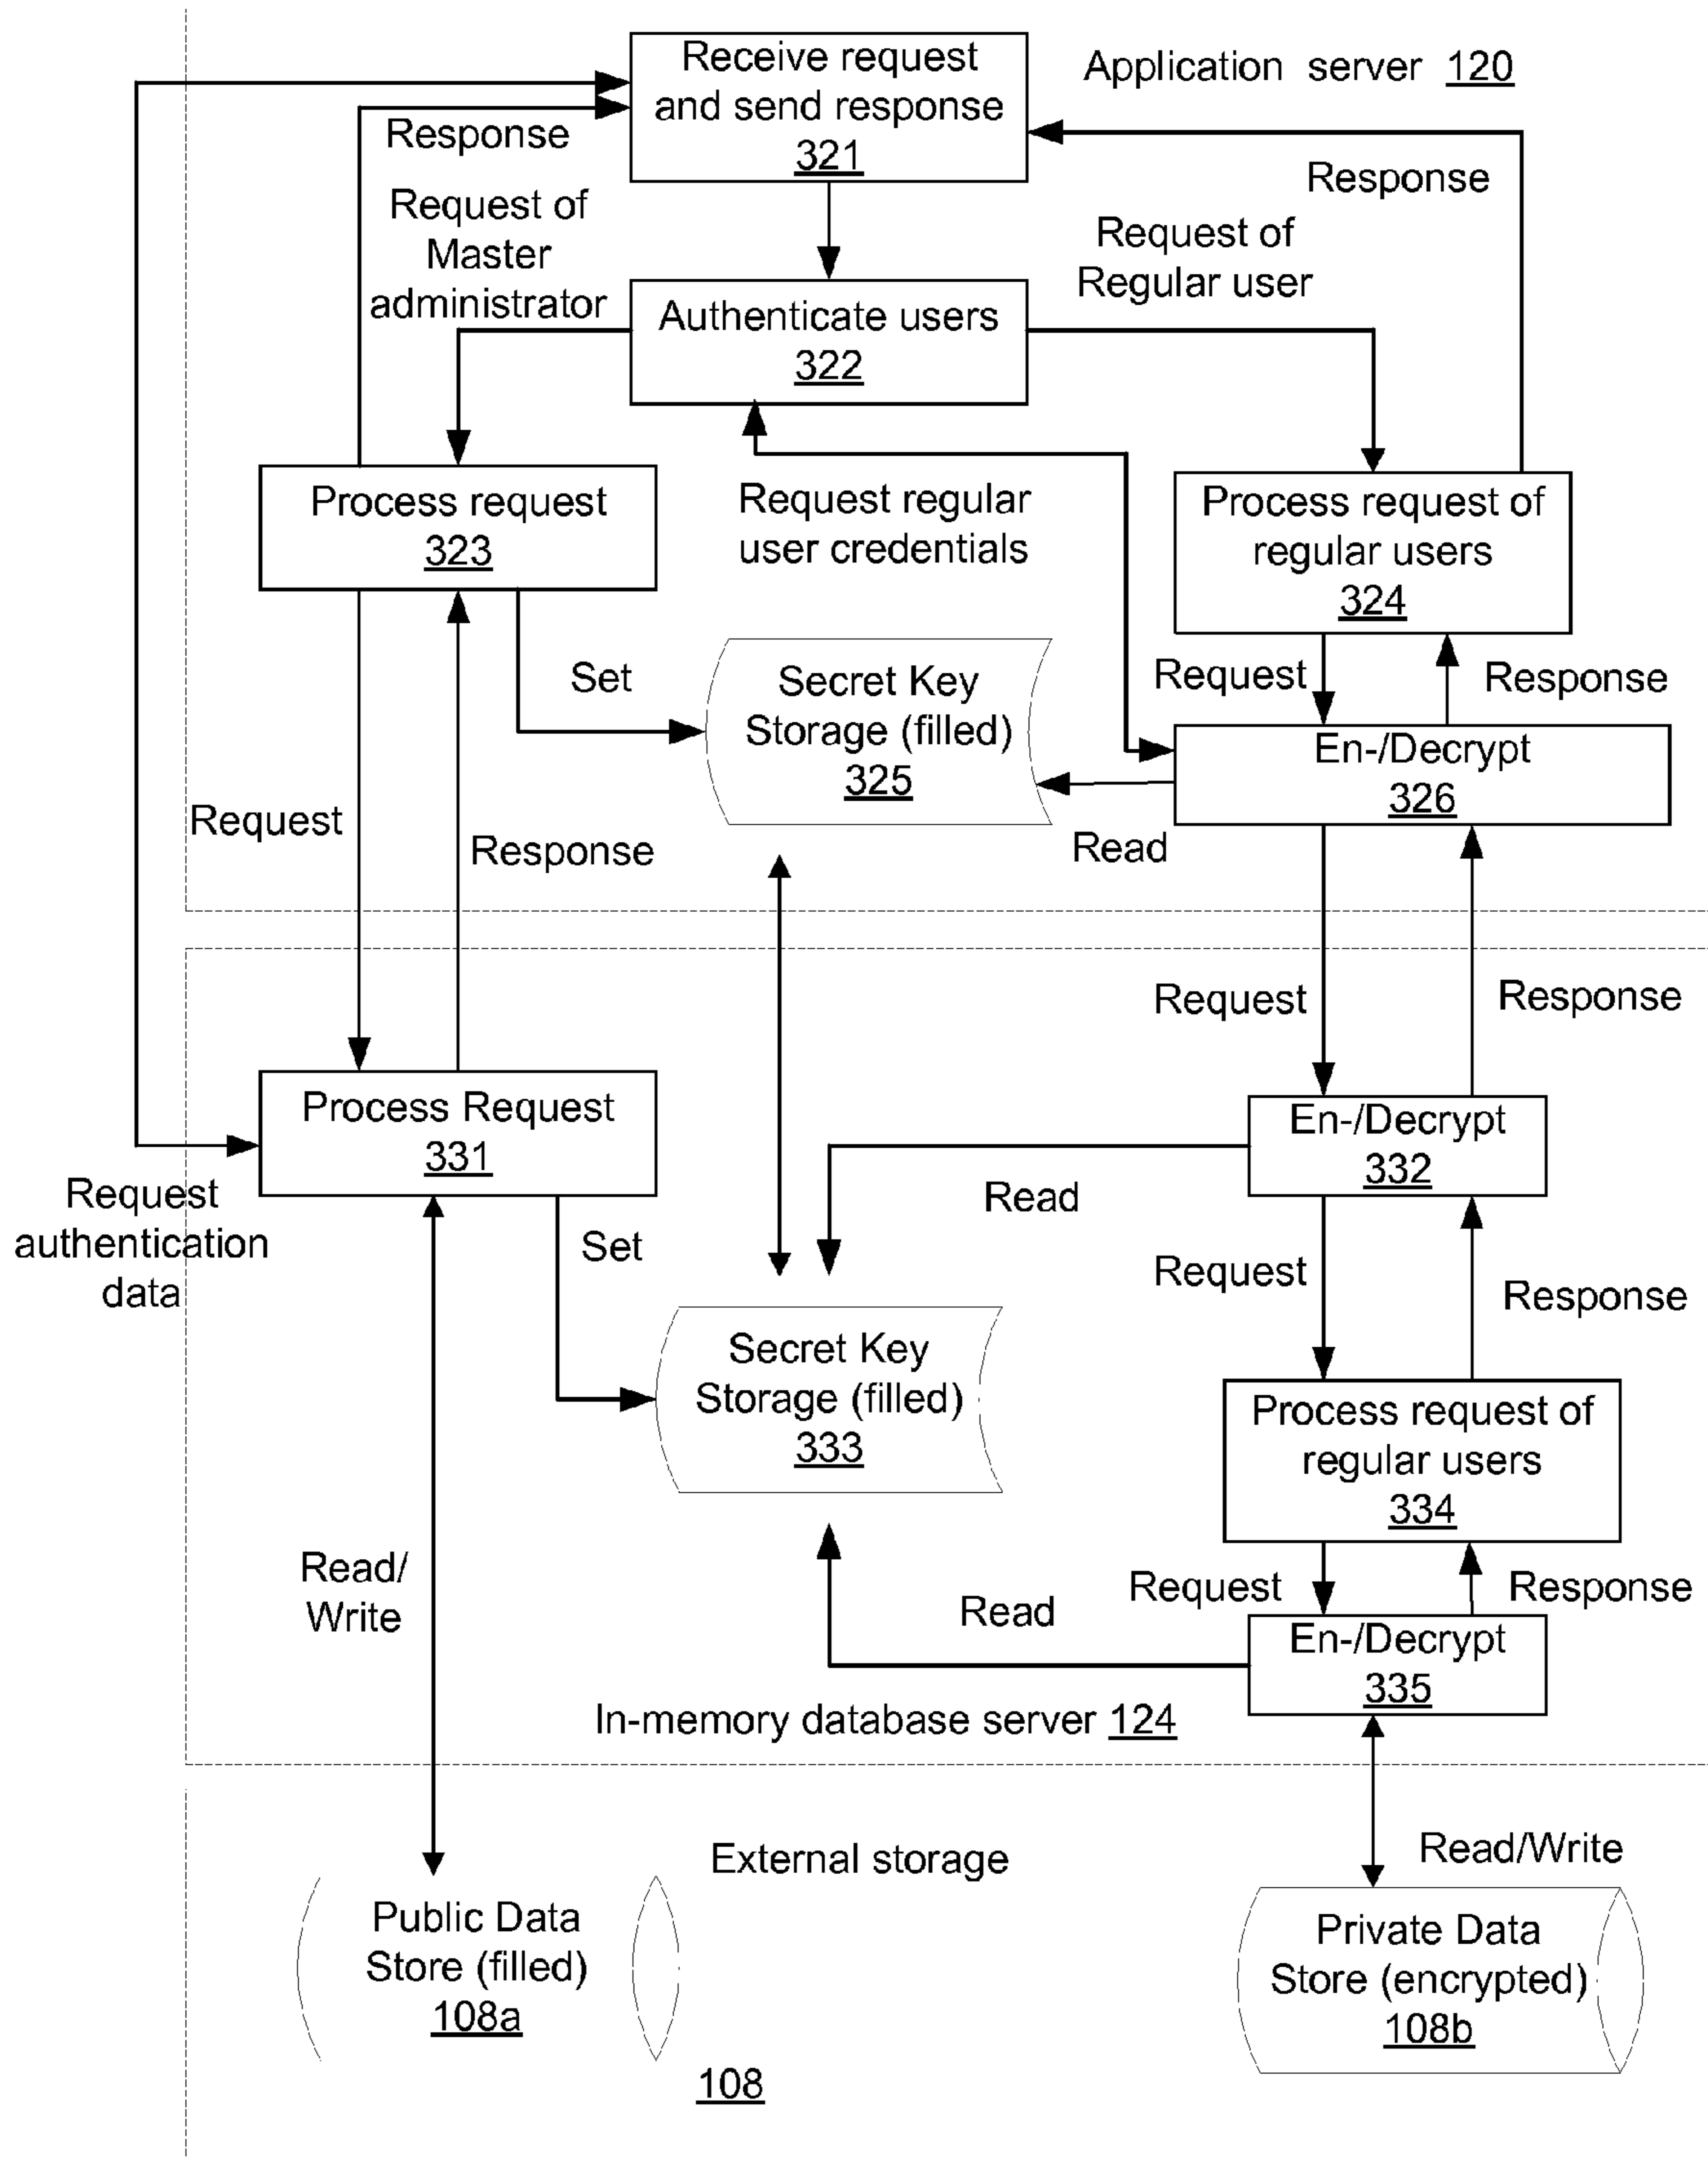 Receive request
and send response
321
Application server 120
Response
Response
Request of
Master
administrator
Request of
Regular user
Authenticate users
322
Process request
323
Request regular
user credentials
Process request of
regular users
324
Set
Secret Key
Storage (filled)
325
Request
Response
En-/Decrypt
326
Request
Response
Read
Request
Response
Process Request
331
En-/Decrypt
332
Request
authentication
data
Set
Read
Request
Response
Secret Key
Storage (filled)
333
Process request of
regular users
334
Read/
Write
Read
Request
Response
En-/Decrypt
335
In-memory database server 124
External storage
Read/Write
Public Data
Store (filled)
108a
Private Data
Store (encrypted)
108b
108